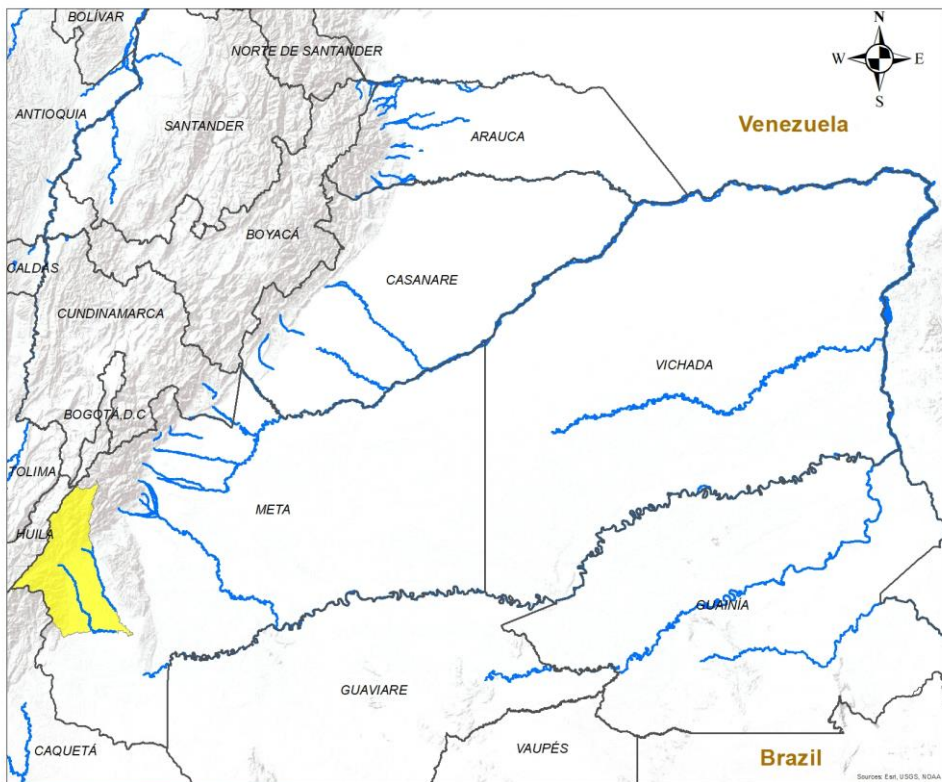 BOLÍVAR
N
NORTE DE SANTANDER
W E
S
ANTIOQUIA
SANTANDER
Venezuela
ARAUCA
BOYACÁ
CALDAS
CASANARE
CUNDINAMARCA
VICHADA
BOGOTÁ, D.C
TOLIMA
META
HUILA
GUAINÍA
GUAVIARE
CAQUETÁ
VAUPÉS
Brazil
Sources: Esri, USGS, NOAA